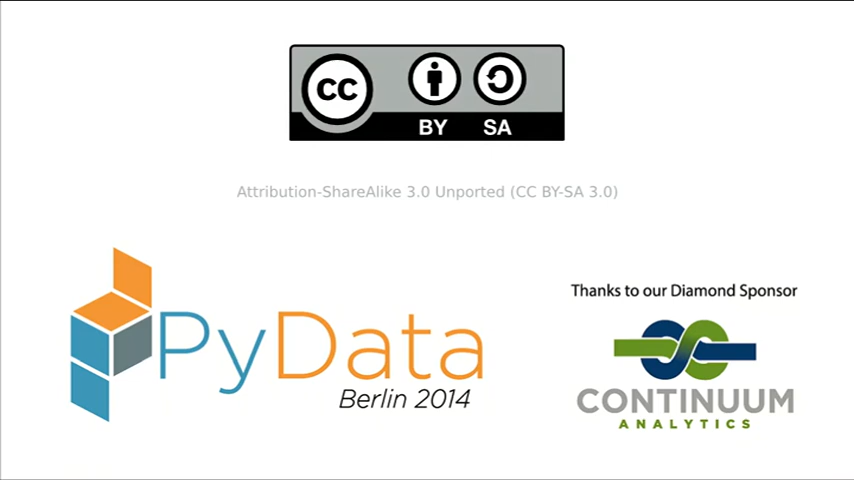 CC
BY SA
Attribution-ShareAlike 3.0 Unported (CC BY-SA 3.0)
Thanks to our Diamond Sponsor
PyData
Berlin 2014
CONTINUUM
ANALYTICS